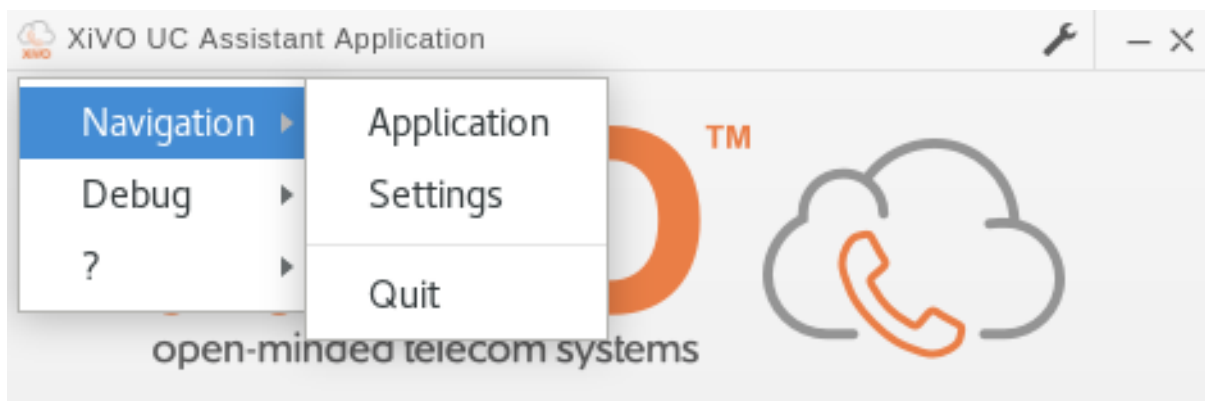 XiVO UC Assistant Application
Navigation
Debug
?
Application
Settings
Quit
TM
open-minded telecom systems